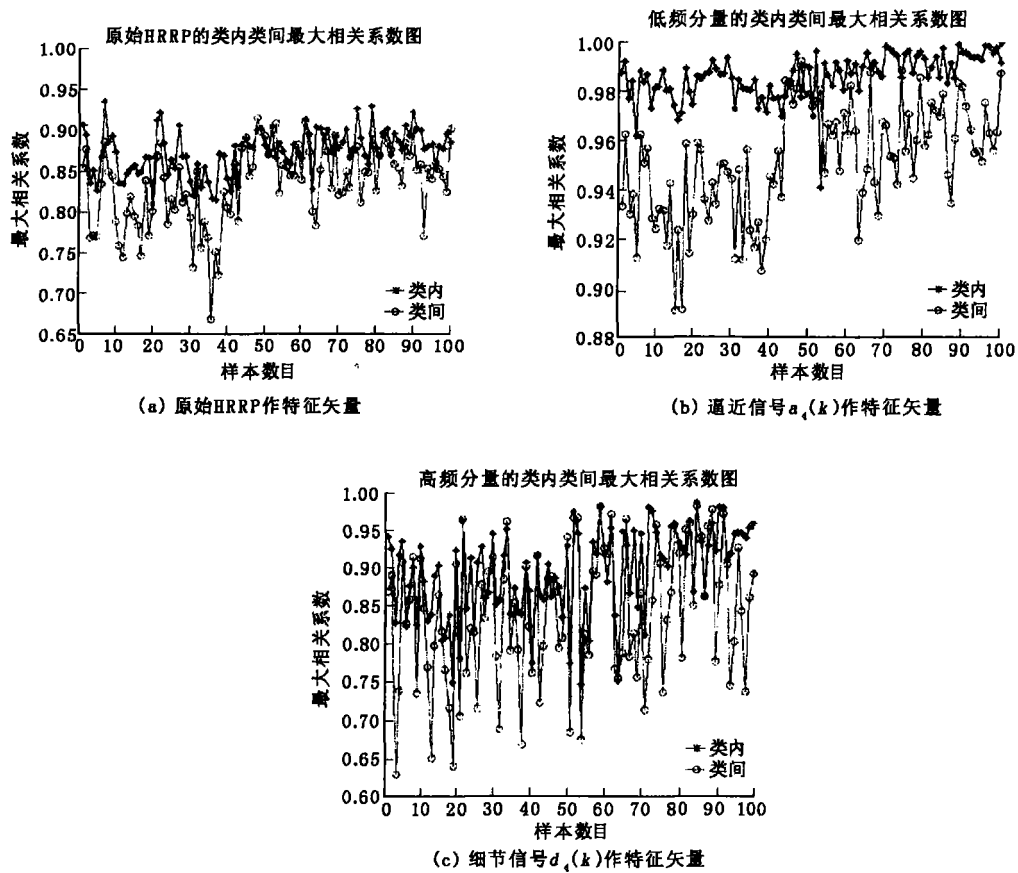 原始HRRP的类内类间最大相关系数图
1.00
0.95
0.90
0.85
0.80
0.75
0.70
0.65
最大相关系数
类内
类间
0 10 20 30 40 50 60 70 80 90 100
样本数目
(a) 原始HRRP作特征矢量
低频分量的类内类间最大相关系数图
1.00
0.98
0.96
0.94
0.92
0.90
0.88
最大相关系数
类内
类间
0 10 20 30 40 50 60 70 80 90 100
样本数目
(b) 逼近信号a₄(k)作特征矢量
高频分量的类内类间最大相关系数图
1.00
0.95
0.90
0.85
0.80
0.75
0.70
0.65
0.60
最大相关系数
类内
类间
0 10 20 30 40 50 60 70 80 90 100
样本数目
(c) 细节信号d₄(k)作特征矢量